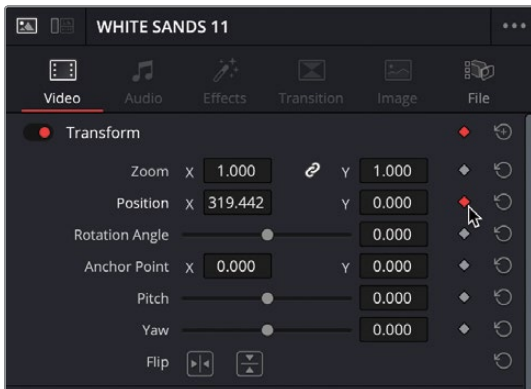 WHITE SANDS 11
Video Audio Effects Transition Image File
Transform
Zoom X 1.000 Y 1.000
Position X 319.442 Y 0.000
Rotation Angle 0.000
Anchor Point X 0.000 Y 0.000
Pitch 0.000
Yaw 0.000
Flip